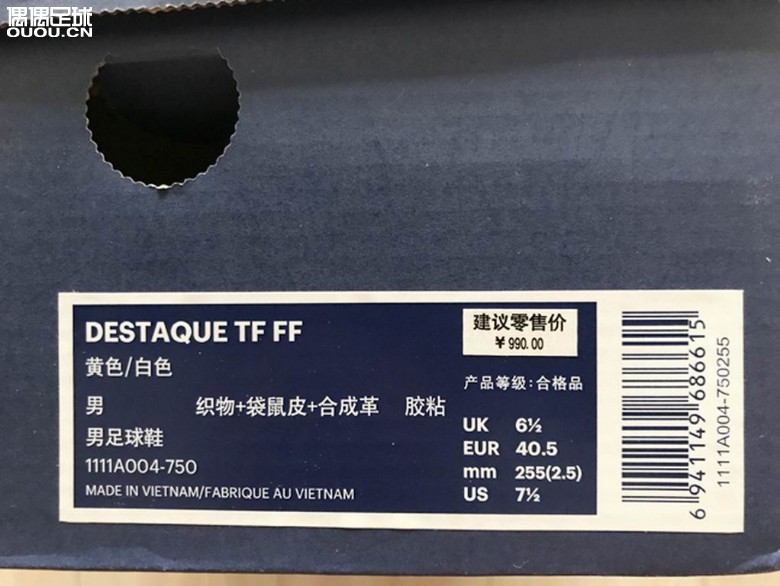 偶偶足球
OUOU.CN
DESTAQUE TF FF
黄色/白色
男 织物+袋鼠皮+合成革 胶粘
男足球鞋
1111A004-750
MADE IN VIETNAM/FABRIQUE AU VIETNAM
建议零售价
¥990.00
产品等级:合格品
UK 6½
EUR 40.5
mm 255(2.5)
US 7½
6 941149 686615
1111A004-750255